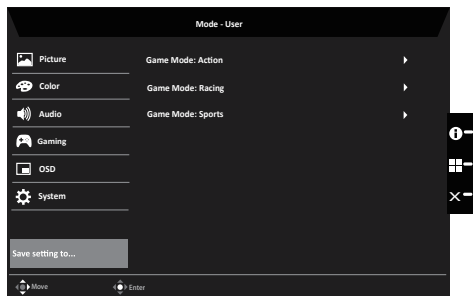 Mode - User
Picture
Color
Audio
Gaming
OSD
System
Save setting to...
Game Mode: Action
Game Mode: Racing
Game Mode: Sports
Move
Enter